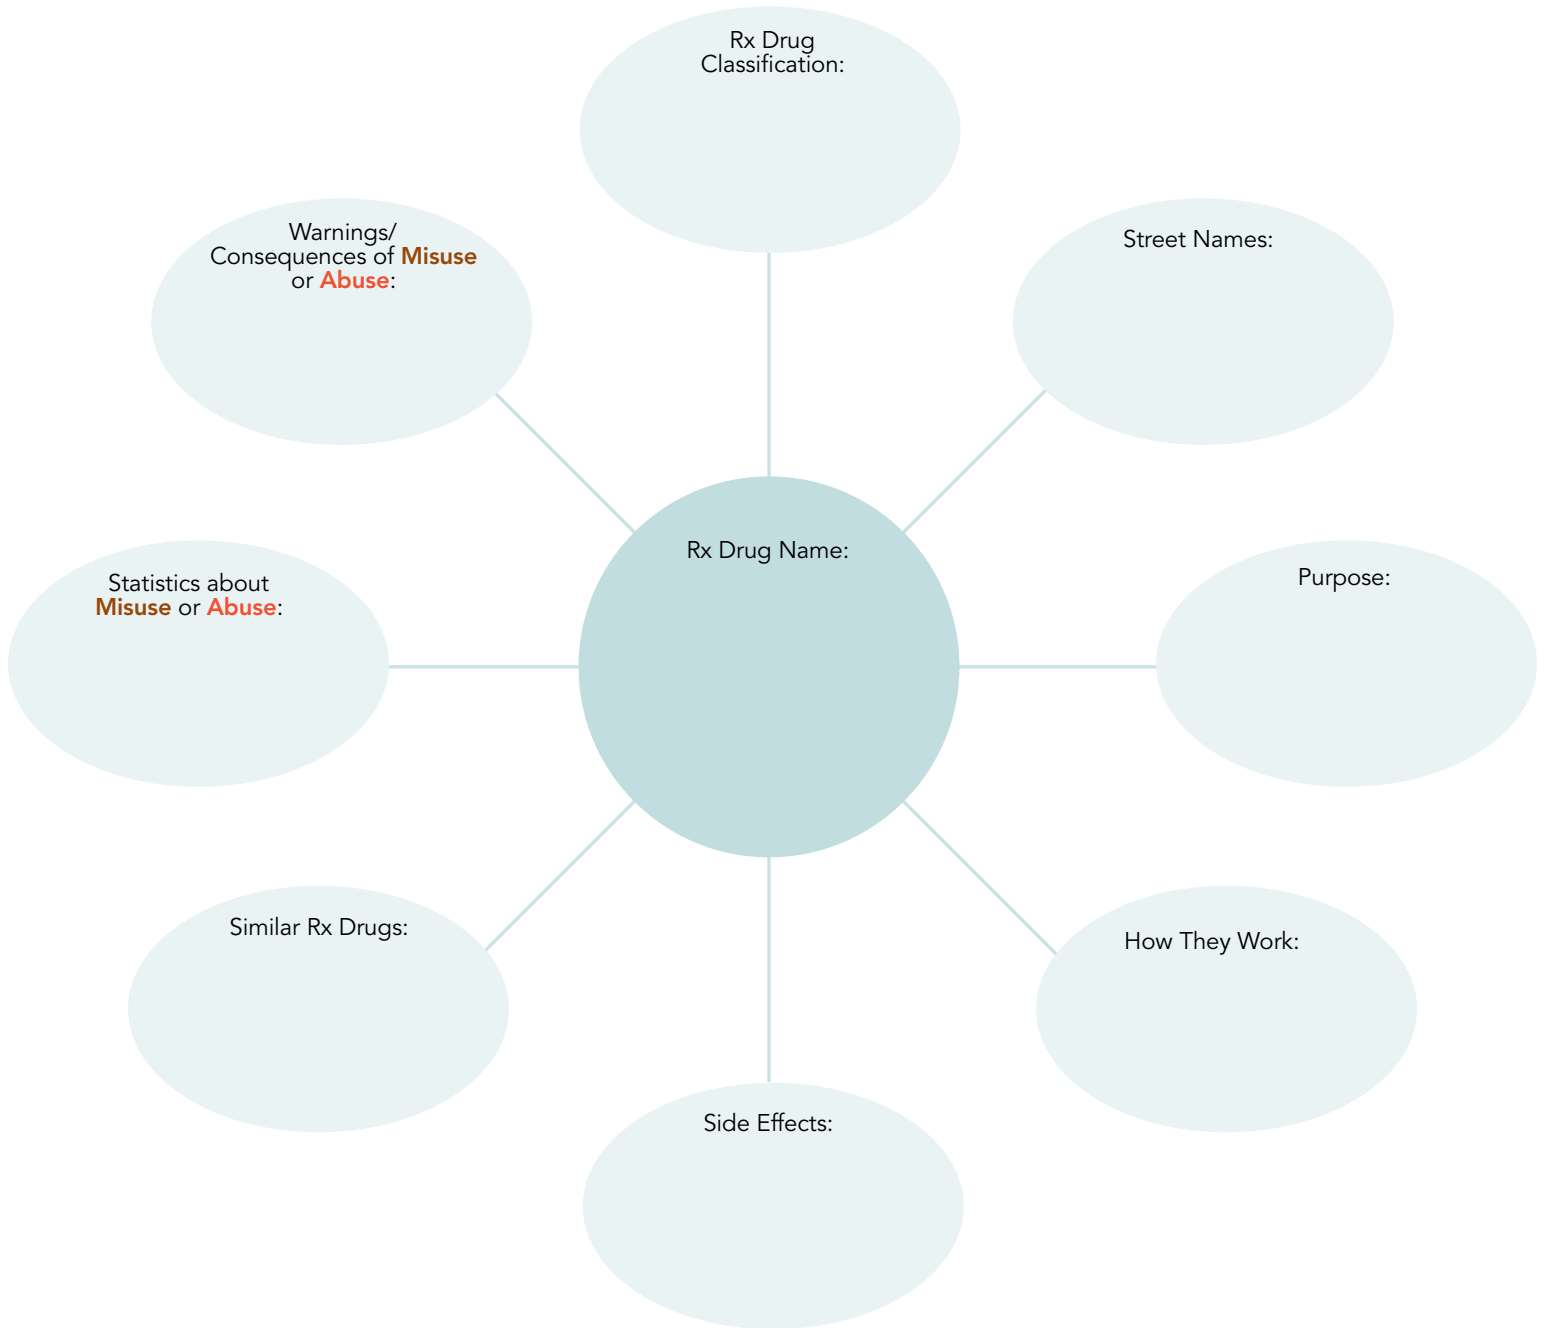 Rx Drug
Classification:
Warnings/
Consequences of Misuse
or Abuse:
Street Names:
Rx Drug Name:
Statistics about
Misuse or Abuse:
Purpose:
Similar Rx Drugs:
How They Work:
Side Effects: